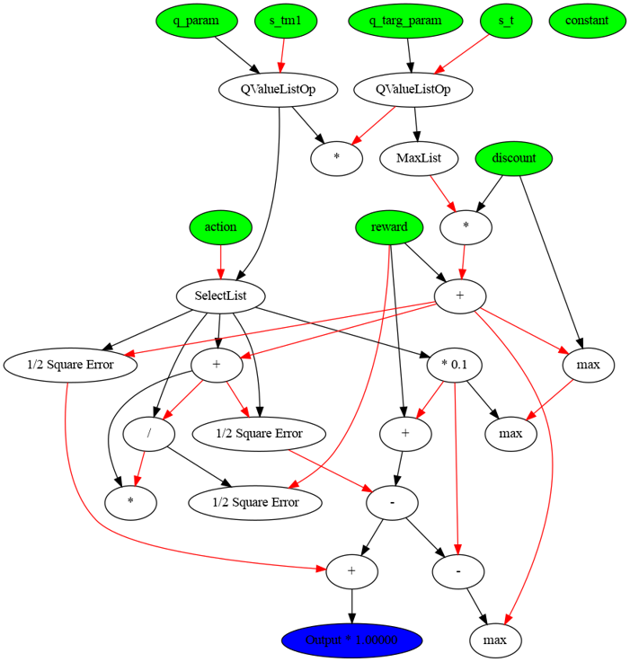 q_param
s_tm1
q_targ_param
s_t
constant
QValueListOp
QValueListOp
*
MaxList
discount
action
reward
*
SelectList
+
1/2 Square Error
+
* 0.1
max
/
1/2 Square Error
+
max
*
1/2 Square Error
-
+
-
Output * 1.00000
max